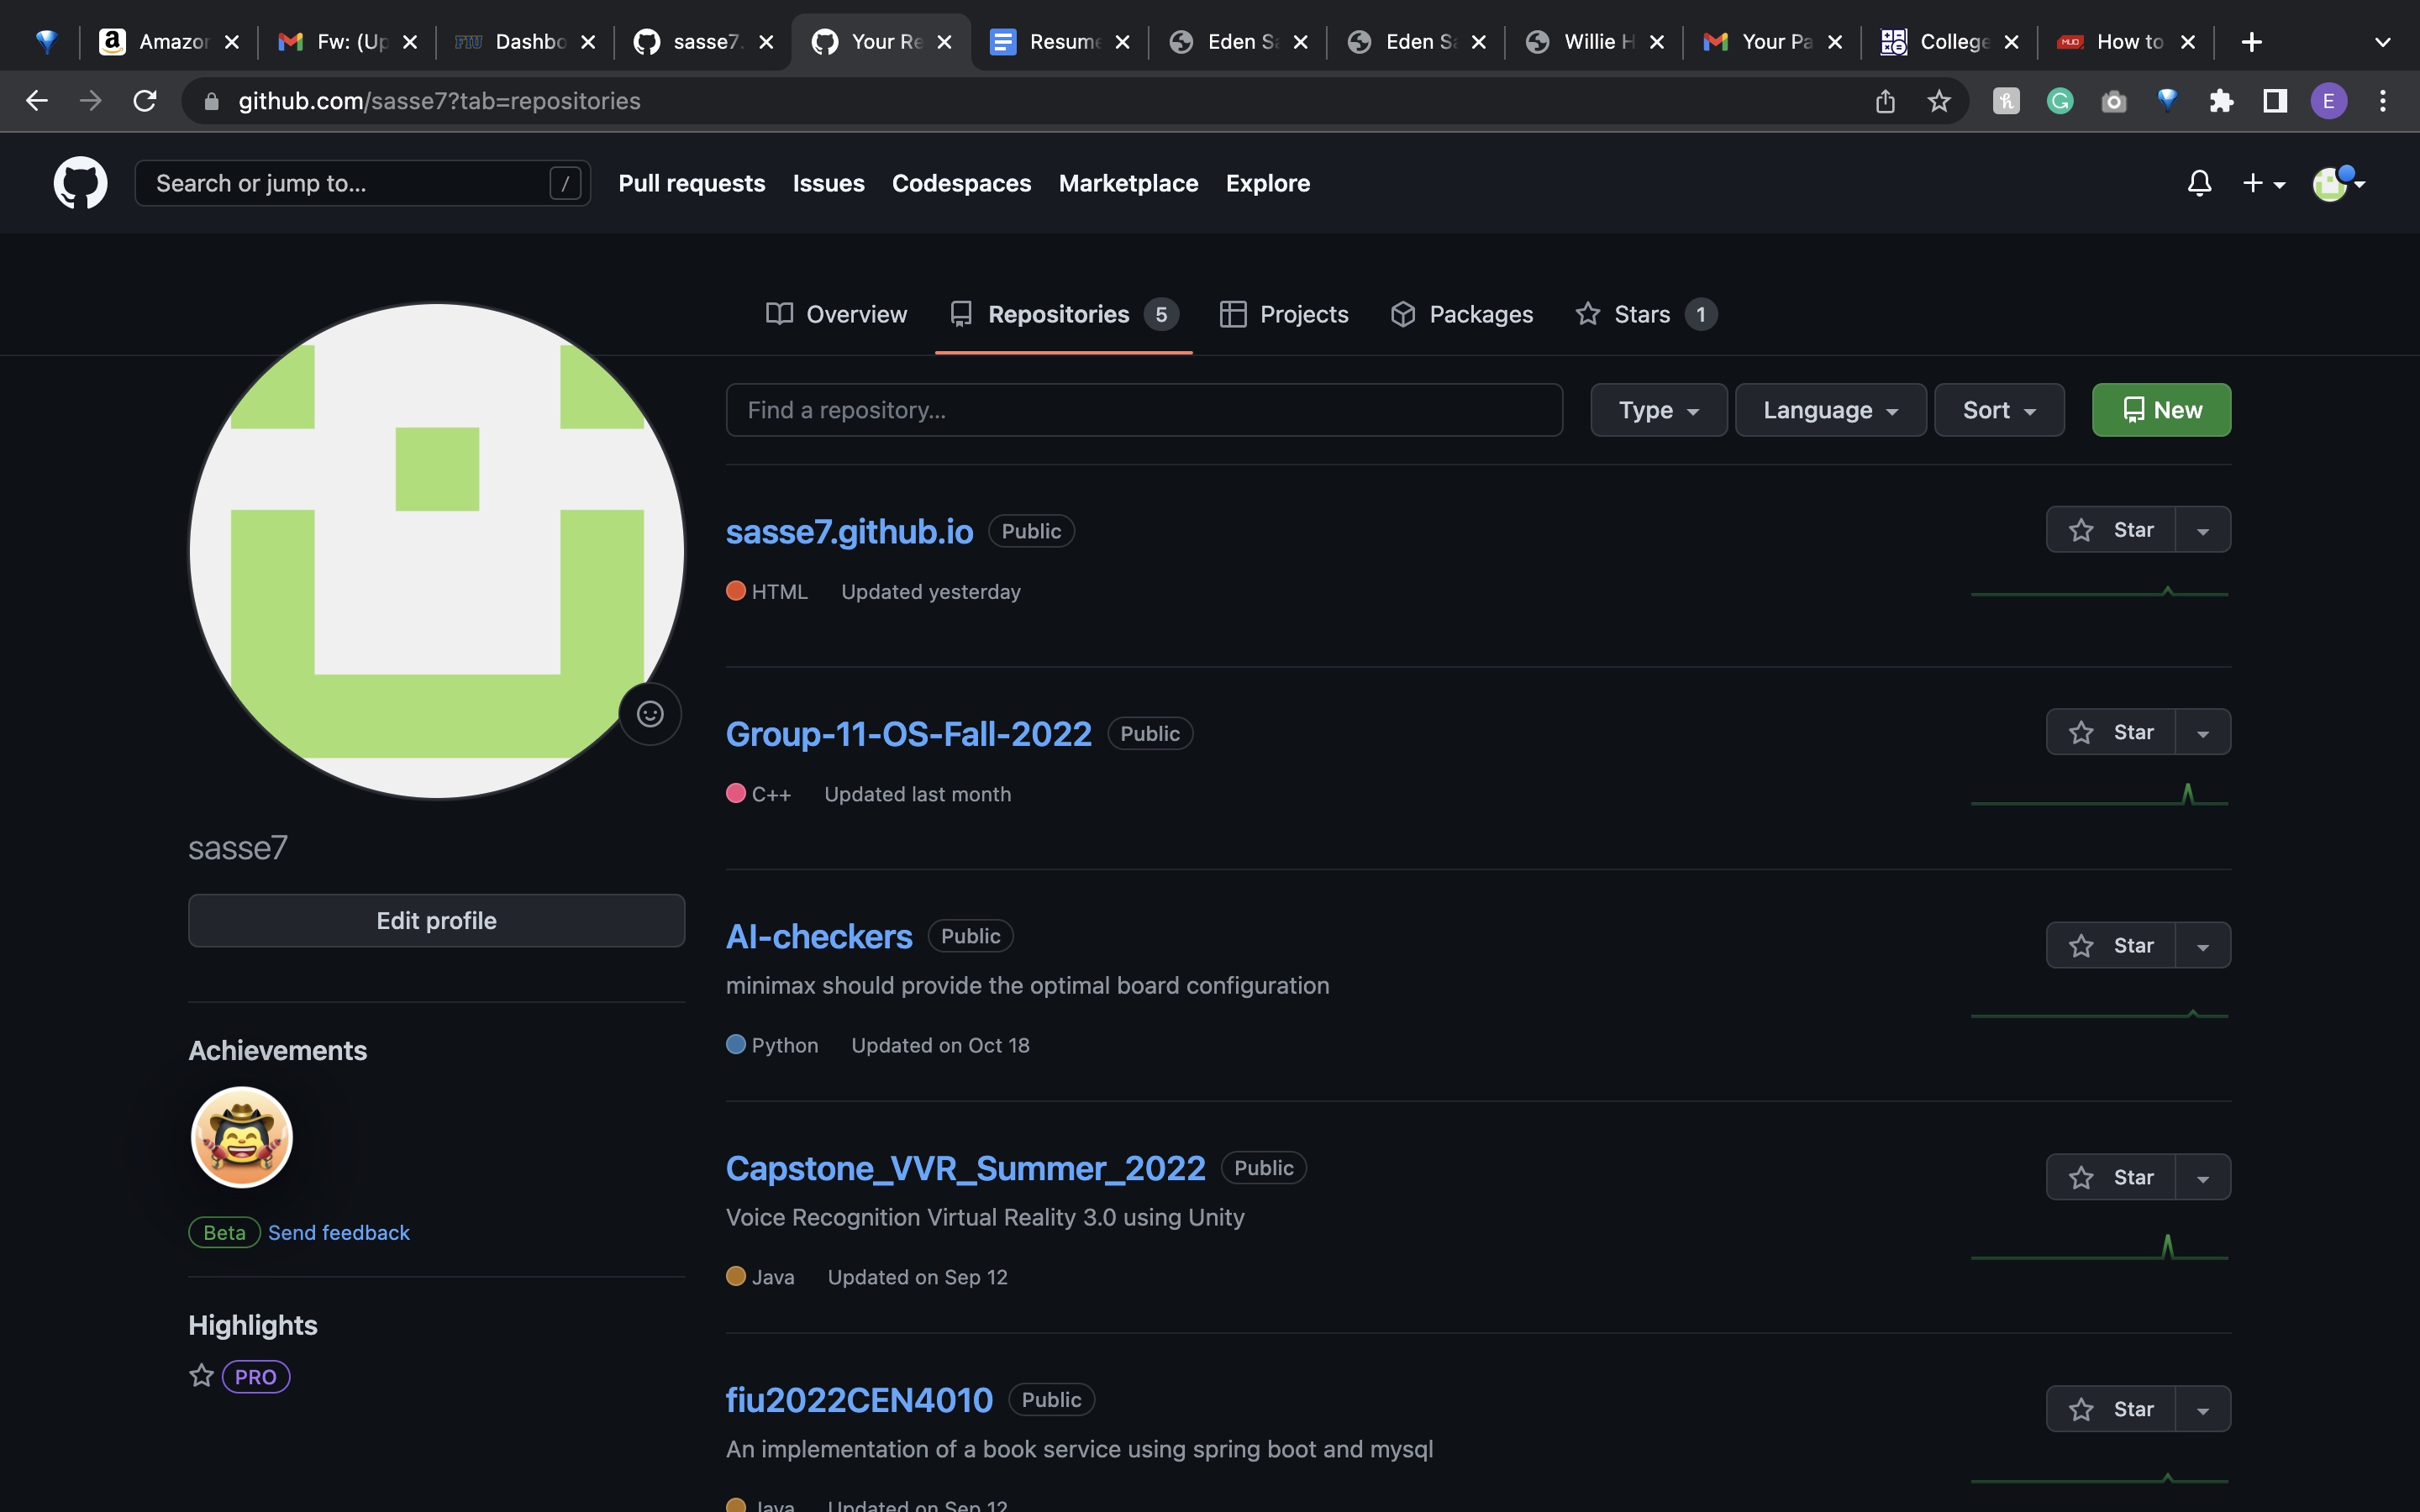 Amazon Fw: (Up Dashbo sasse7. Your Re Resume Eden Sa Eden Sa Willie H Your Pa College How to
github.com/sasse7?tab=repositories
E
Search or jump to... / Pull requests Issues Codespaces Marketplace Explore
Overview Repositories 5 Projects Packages Stars 1
Find a repository... Type Language Sort New
sasse7.github.io Public Star
HTML Updated yesterday
Group-11-OS-Fall-2022 Public Star
C++ Updated last month
sasse7
Edit profile
AI-checkers Public Star
minimax should provide the optimal board configuration
Python Updated on Oct 18
Achievements
Beta Send feedback
Capstone_VVR_Summer_2022 Public Star
Voice Recognition Virtual Reality 3.0 using Unity
Java Updated on Sep 12
Highlights
PRO
fiu2022CEN4010 Public Star
An implementation of a book service using spring boot and mysql
Java Updated on Sep 12